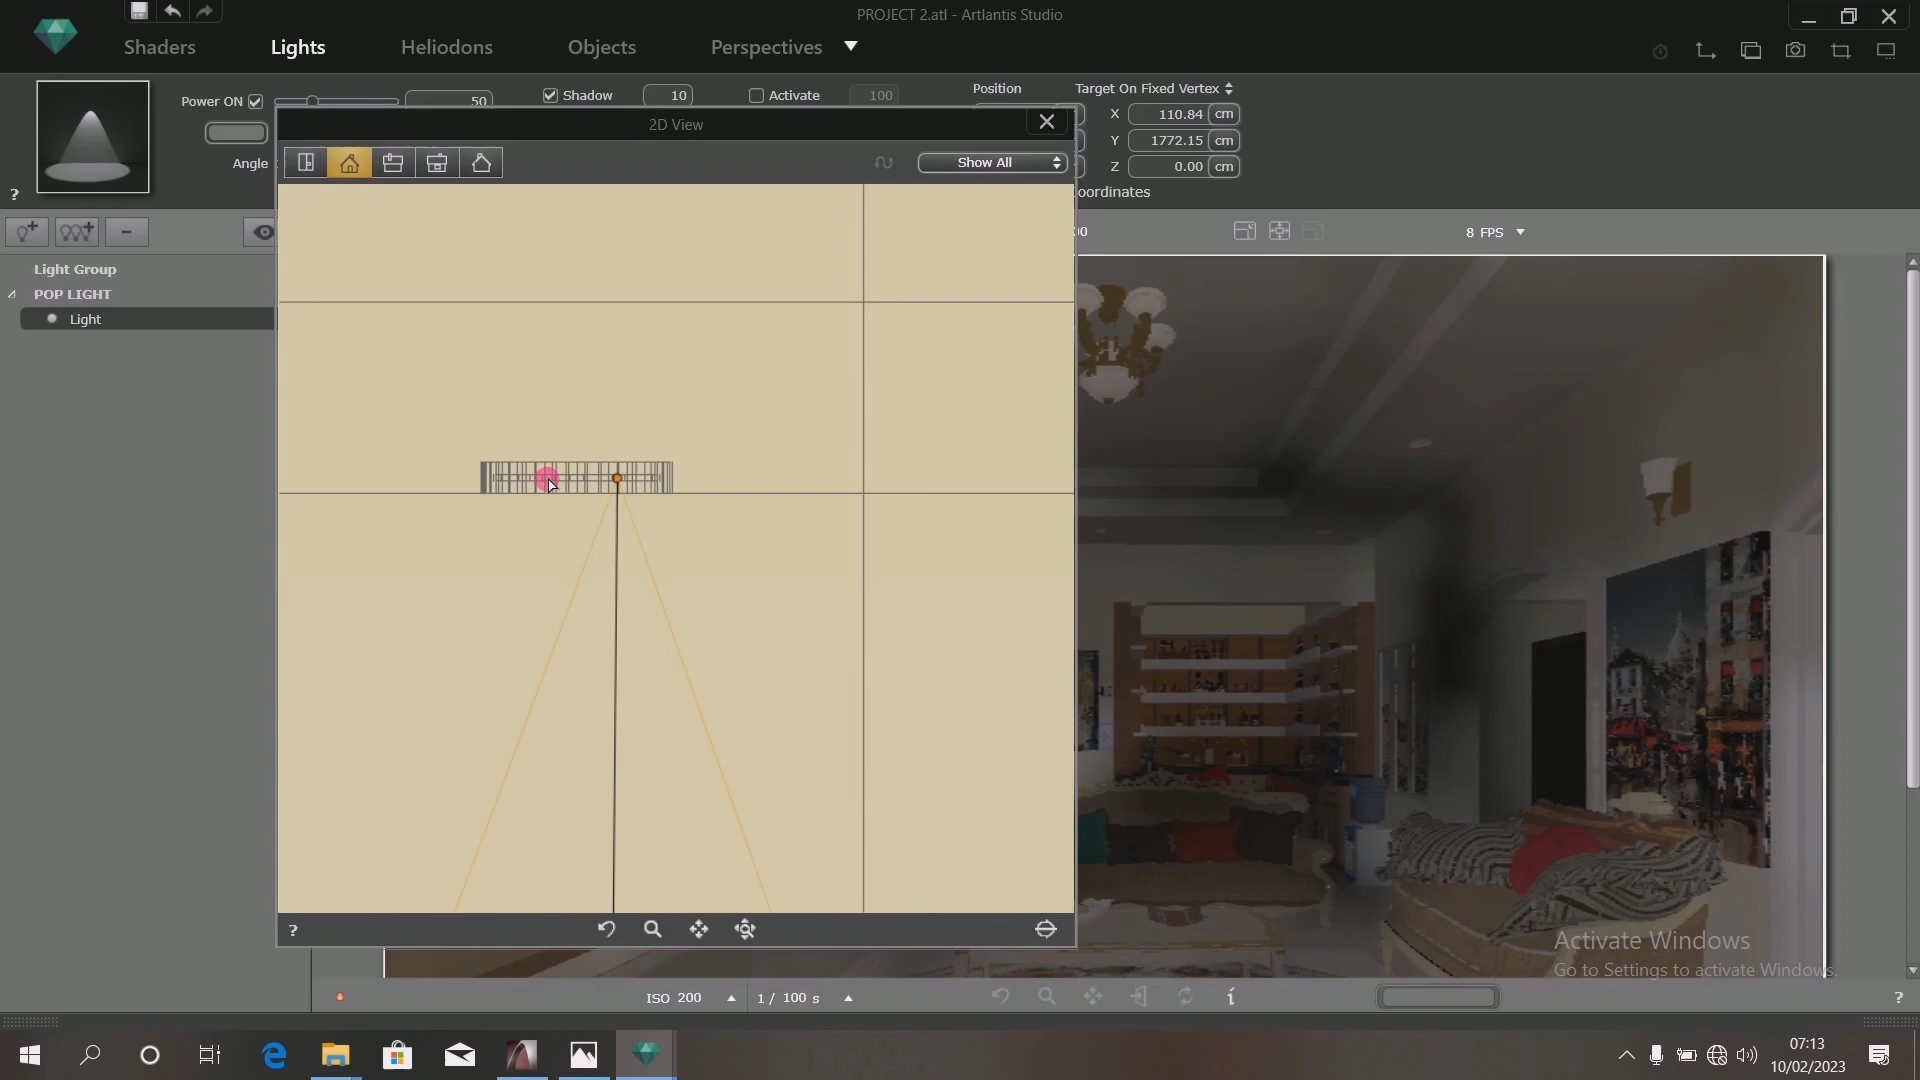 PROJECT 2.atl - Artlantis Studio
Shaders
Lights
Heliodons
Objects
Perspectives
Power ON
50
Shadow
10
Activate
100
Position
Target On Fixed Vertex
X 110.84 cm
Y 1772.15 cm
Z 0.00 cm
oordinates
Angle
?
2D View
Show All
8 FPS
Light Group
POP LIGHT
Light
?
Activate Windows
Go to Settings to activate Windows.
ISO 200
1 / 100 s
i
?
07:13
10/02/2023